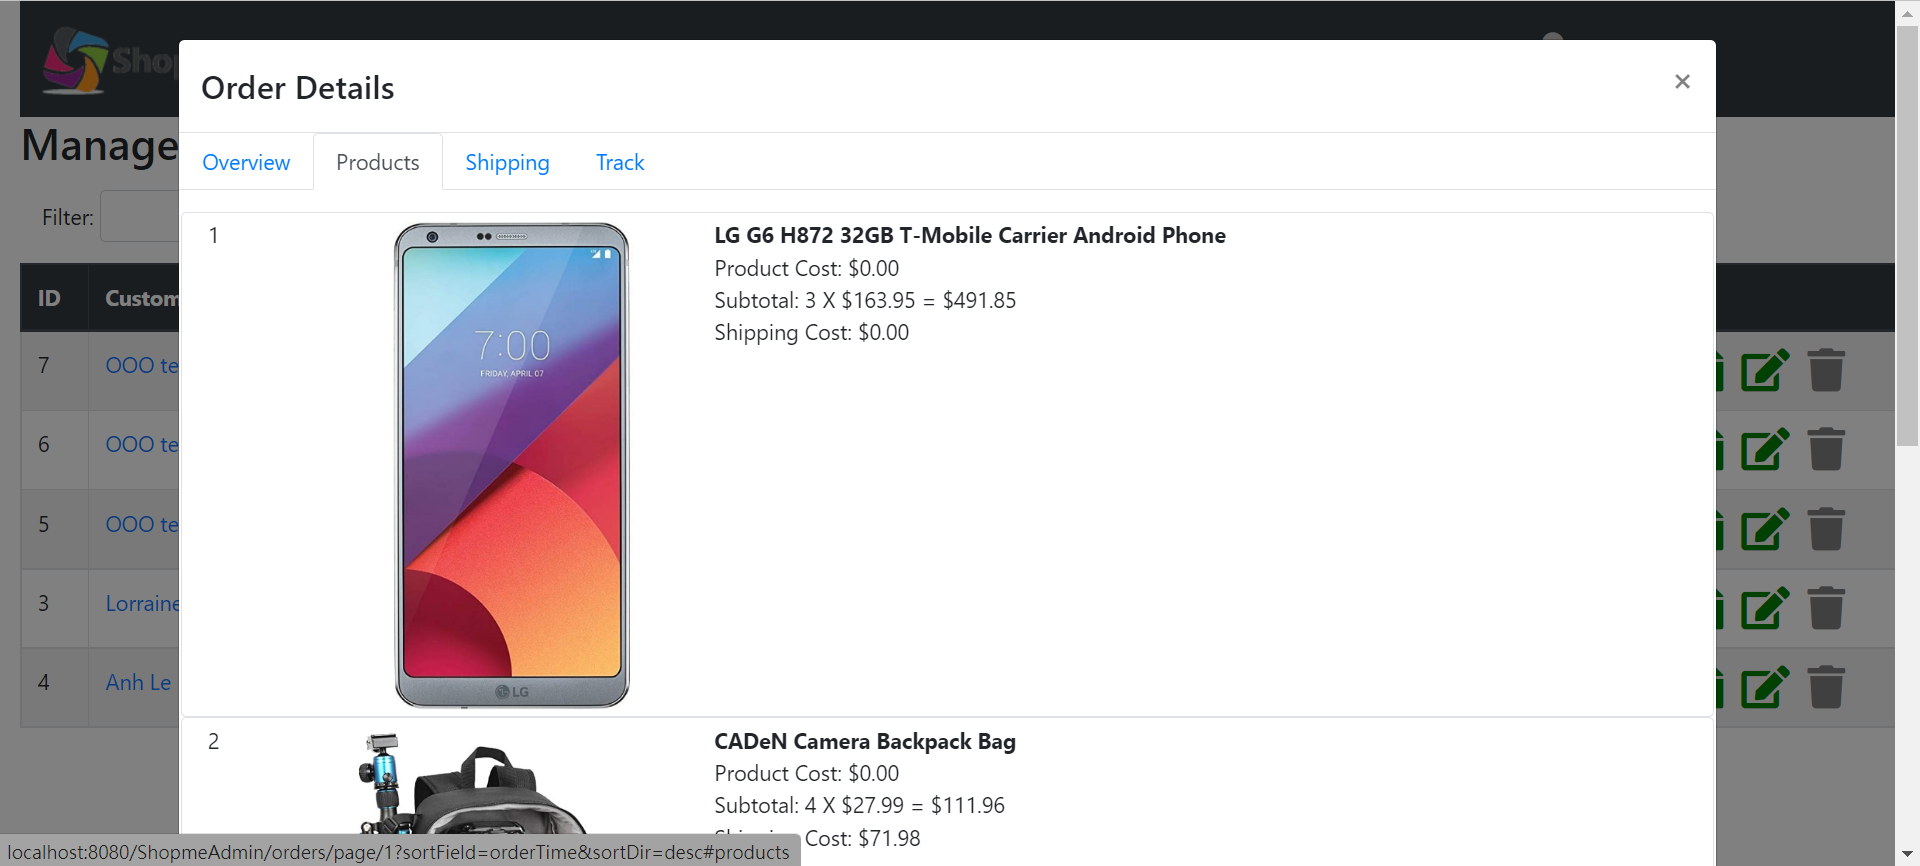 Shop
Order Details
×
Manage
Overview
Products
Shipping
Track
Filter:
ID
Custom
7
OOO te
6
OOO te
5
OOO te
3
Lorraine
4
Anh Le
1
7:00
FRIDAY, APRIL 07
LG
LG G6 H872 32GB T-Mobile Carrier Android Phone
Product Cost: $0.00
Subtotal: 3 X $163.95 = $491.85
Shipping Cost: $0.00
2
CADeN Camera Backpack Bag
Product Cost: $0.00
Subtotal: 4 X $27.99 = $111.96
Shipping Cost: $71.98
localhost:8080/ShopmeAdmin/orders/page/1?sortField=orderTime&sortDir=desc#products